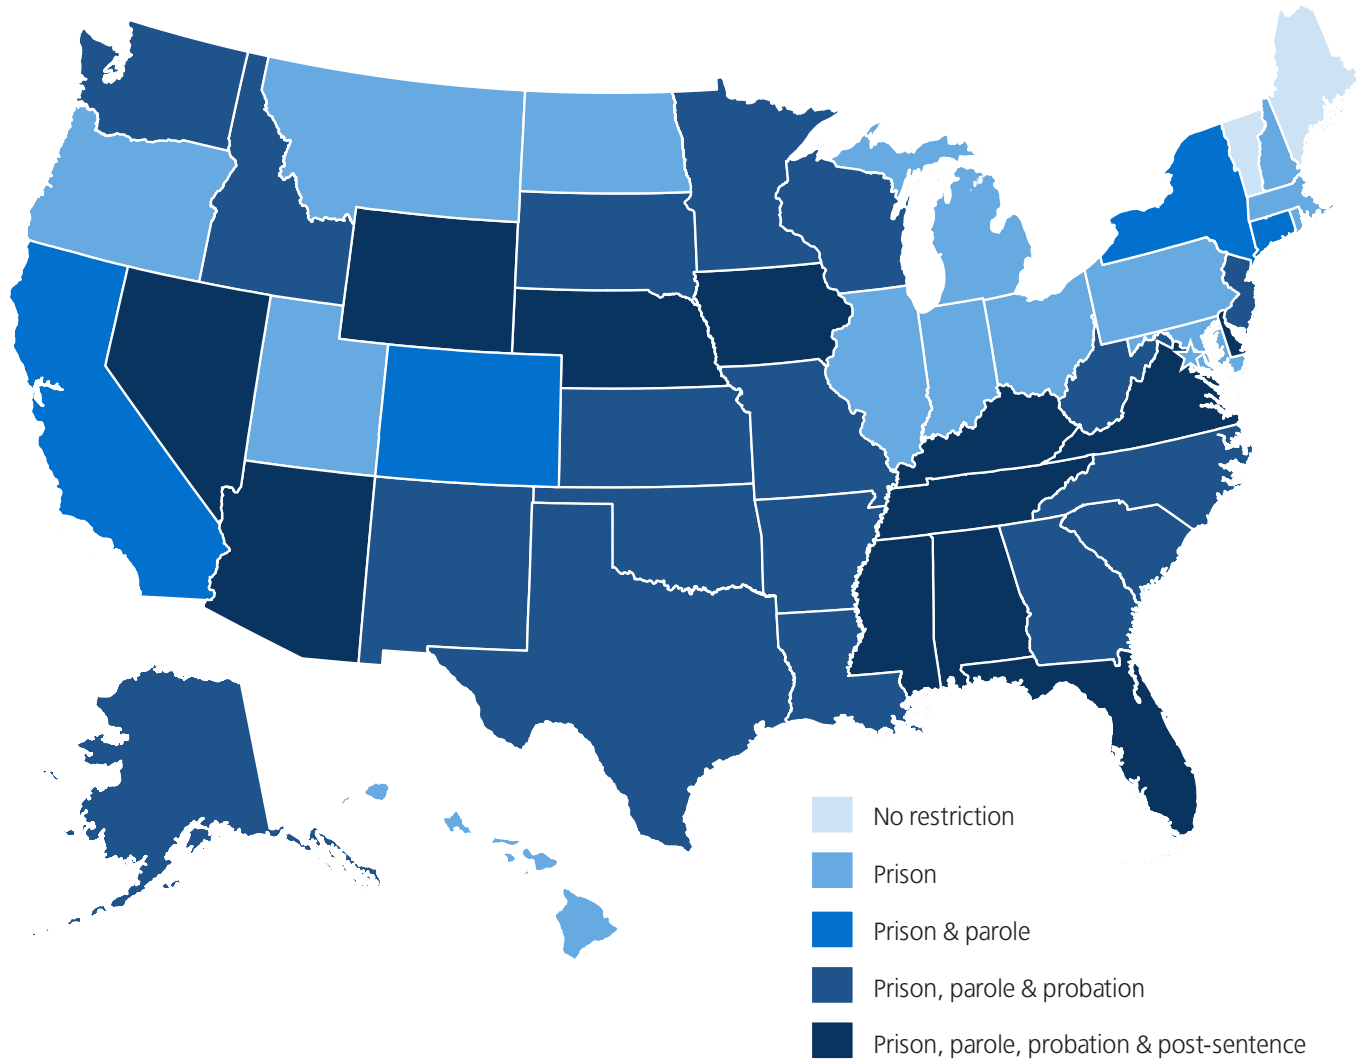 No restriction
Prison
Prison & parole
Prison, parole & probation
Prison, parole, probation & post-sentence